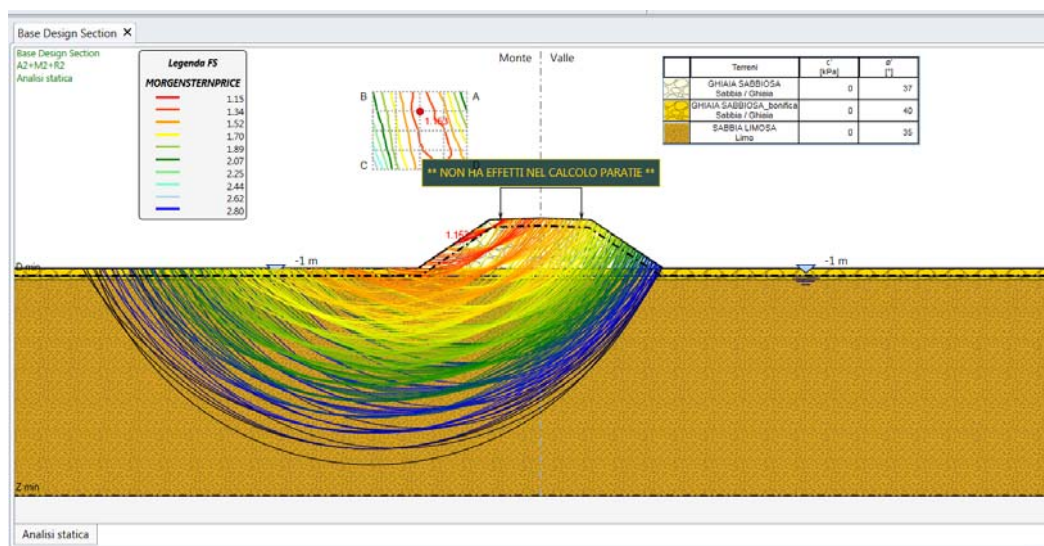 Base Design Section ×
Base Design Section
A2+M2+R2
Analisi statica
Legenda FS
MORGENSTERNPRICE
1.15
1.34
1.52
1.70
1.89
2.07
2.25
2.44
2.62
2.80
Monte Valle
B A
1.153
C
** NON HA EFFETTI NEL CALCOLO PARATIE **
Terreni c' [kPa] ø' [°]
GHIAIA SABBIOSA 0 37
Sabbia / Ghiaia
GHIAIA SABBIOSA_bonifica 0 40
Sabbia / Ghiaia
SABBIA LIMOSA 0 35
Limo
-1 m -1 m
Z min
Analisi statica